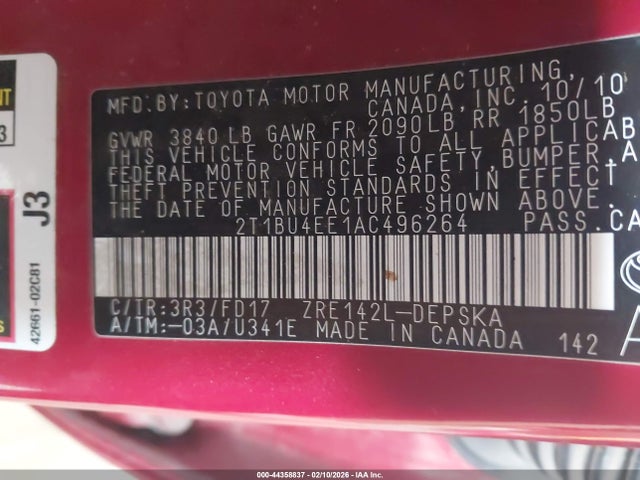 MFD.BY:TOYOTA MOTOR MANUFACTURING,
CANADA, INC. 10/10
GVWR 3840LB GAWR FR 2090LB RR 1850LB
THIS VEHICLE CONFORMS TO ALL APPLICAB
FEDERAL MOTOR VEHICLE SAFETY, BUMPER, A
THEFT PREVENTION STANDARDS IN EFFECT
THE DATE OF MANUFACTURE SHOWN ABOVE.
2T1BU4EE1AC496264 PASS.CA
C/TR:3R3/FD17 ZRE142L-DEPSKA
A/TM:-03A/U341E MADE IN CANADA 142
J3
42661-02C81
000-44358837 - 02/10/2026 - IAA Inc.